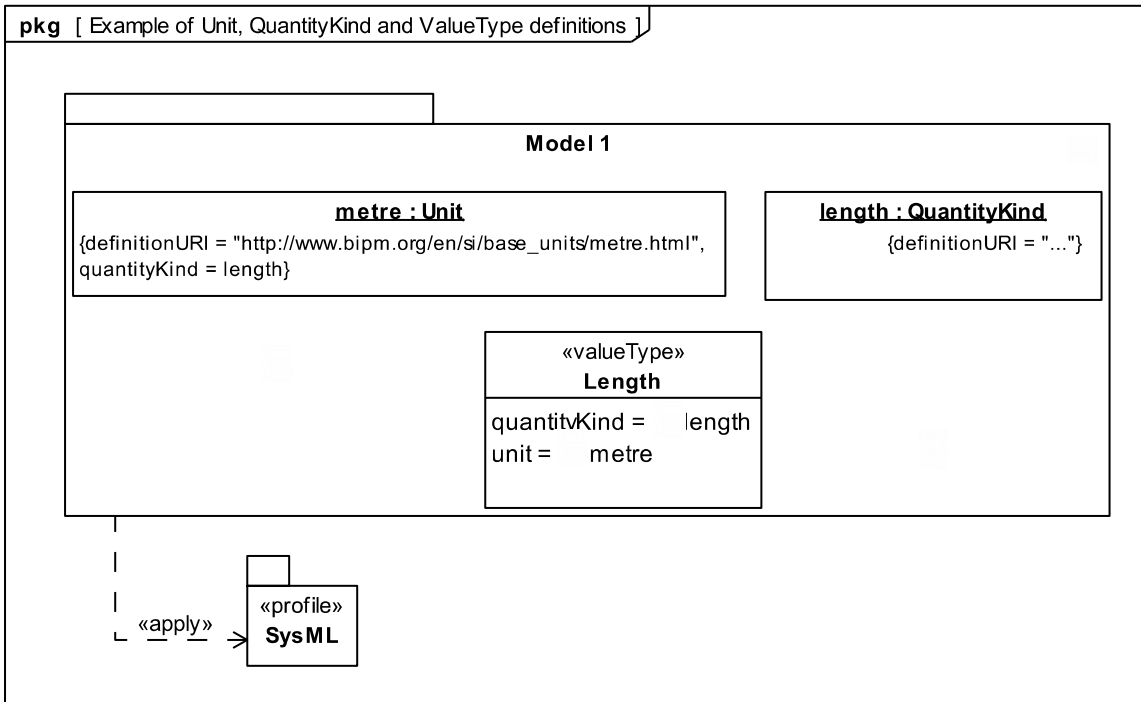 pkg [ Example of Unit, QuantityKind and ValueType definitions ]
Model 1
metre : Unit
{definitionURI = "http://www.bipm.org/en/si/base_units/metre.html",
quantityKind = length}
length : QuantityKind
{definitionURI = "..."}
«valueType»
Length
quantityKind = length
unit = metre
«apply»
«profile»
SysML